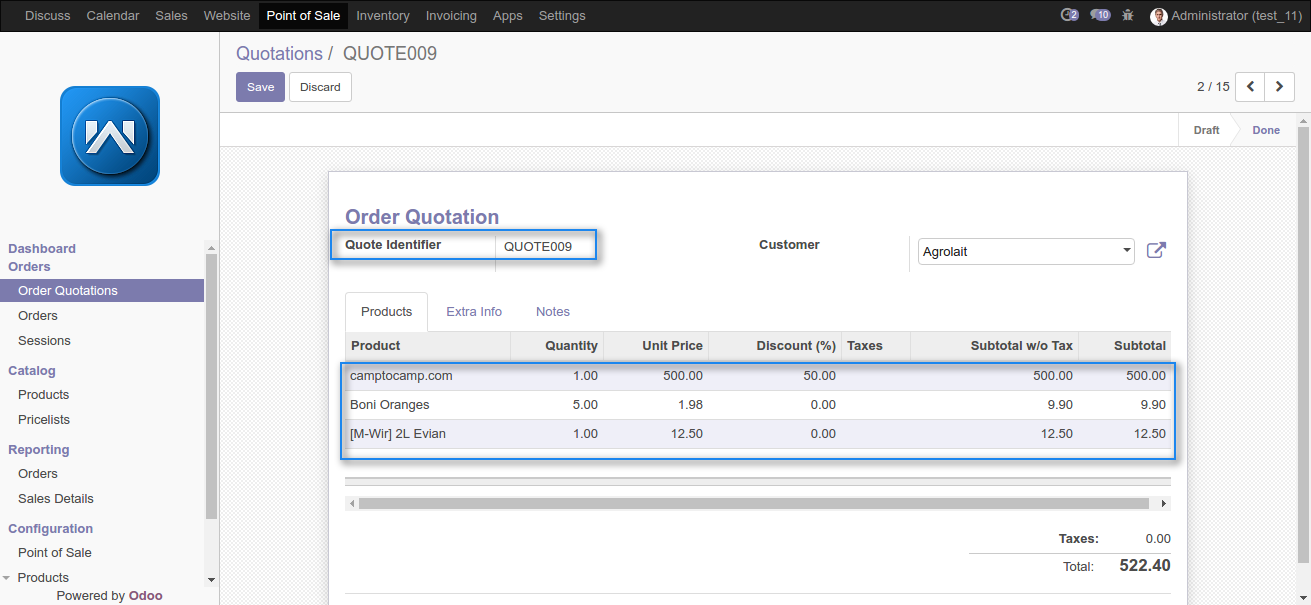 Discuss Calendar Sales Website Point of Sale Inventory Invoicing Apps Settings 2 10 Administrator (test_11)
Quotations / QUOTE009
Save Discard 2 / 15
Draft Done
Order Quotation
Quote Identifier QUOTE009 Customer Agrolait
Products Extra Info Notes
Product Quantity Unit Price Discount (%) Taxes Subtotal w/o Tax Subtotal
camptocamp.com 1.00 500.00 50.00 500.00 500.00
Boni Oranges 5.00 1.98 0.00 9.90 9.90
[M-Wir] 2L Evian 1.00 12.50 0.00 12.50 12.50
Taxes: 0.00
Total: 522.40
W
Dashboard
Orders
Order Quotations
Orders
Sessions
Catalog
Products
Pricelists
Reporting
Orders
Sales Details
Configuration
Point of Sale
Products
Powered by Odoo